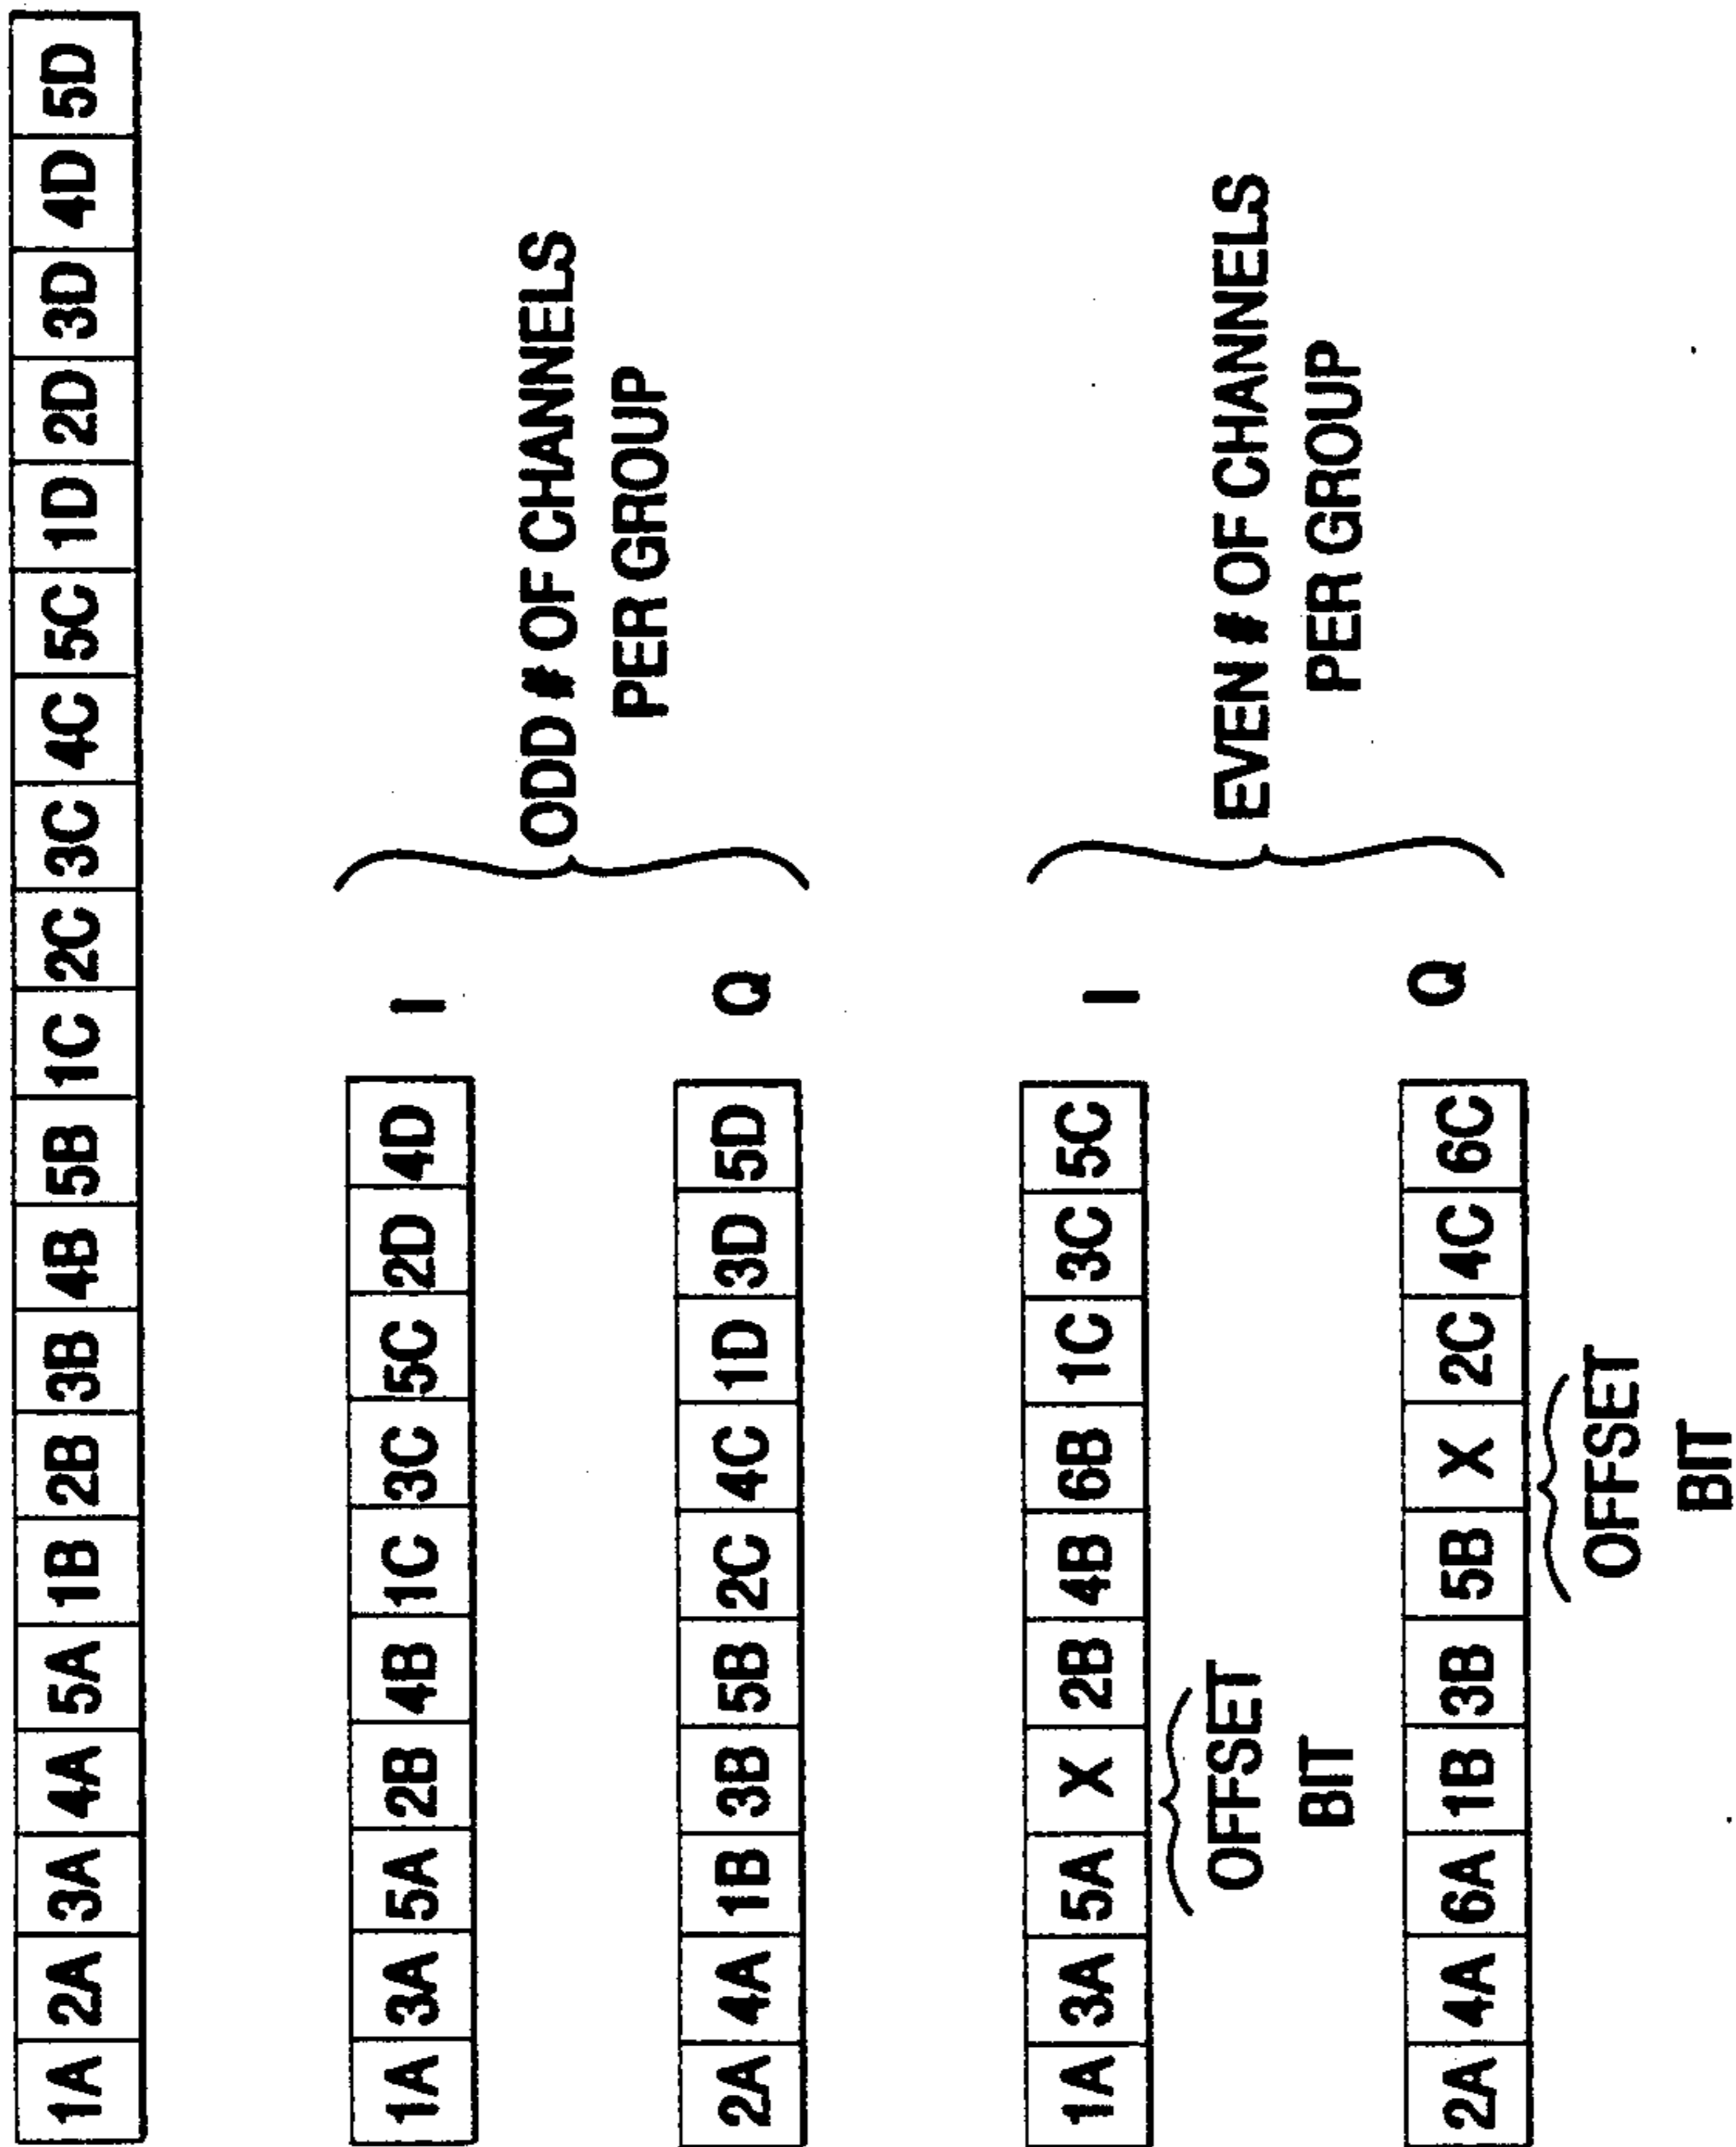 1A 2A 3A 4A 5A 1B 2B 3B 4B 5B 1C 2C 3C 4C 5C 1D 2D 3D 4D 5D
1A 3A 5A 2B 4B 1C 3C 5C 2D 4D I
ODD # OF CHANNELS
PER GROUP
2A 4A 1B 3B 5B 2C 4C 1D 3D 5D Q
1A 3A 5A X 2B 4B 6B 1C 3C 5C I
OFFSET
BIT
EVEN # OF CHANNELS
PER GROUP
2A 4A 6A 1B 3B 5B X 2C 4C 6C Q
OFFSET
BIT